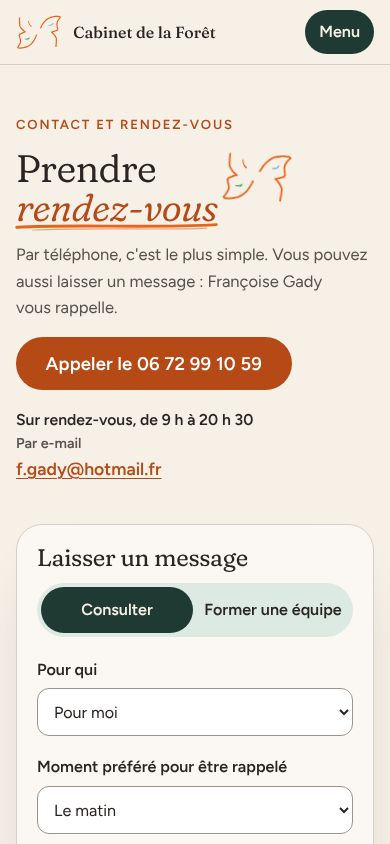 Cabinet de la Forêt
Menu
CONTACT ET RENDEZ-VOUS
Prendre
rendez-vous
Par téléphone, c'est le plus simple. Vous pouvez
aussi laisser un message : Françoise Gady
vous rappelle.
Appeler le 06 72 99 10 59
Sur rendez-vous, de 9 h à 20 h 30
Par e-mail
f.gady@hotmail.fr
Laisser un message
Consulter
Former une équipe
Pour qui
Pour moi
Moment préféré pour être rappelé
Le matin